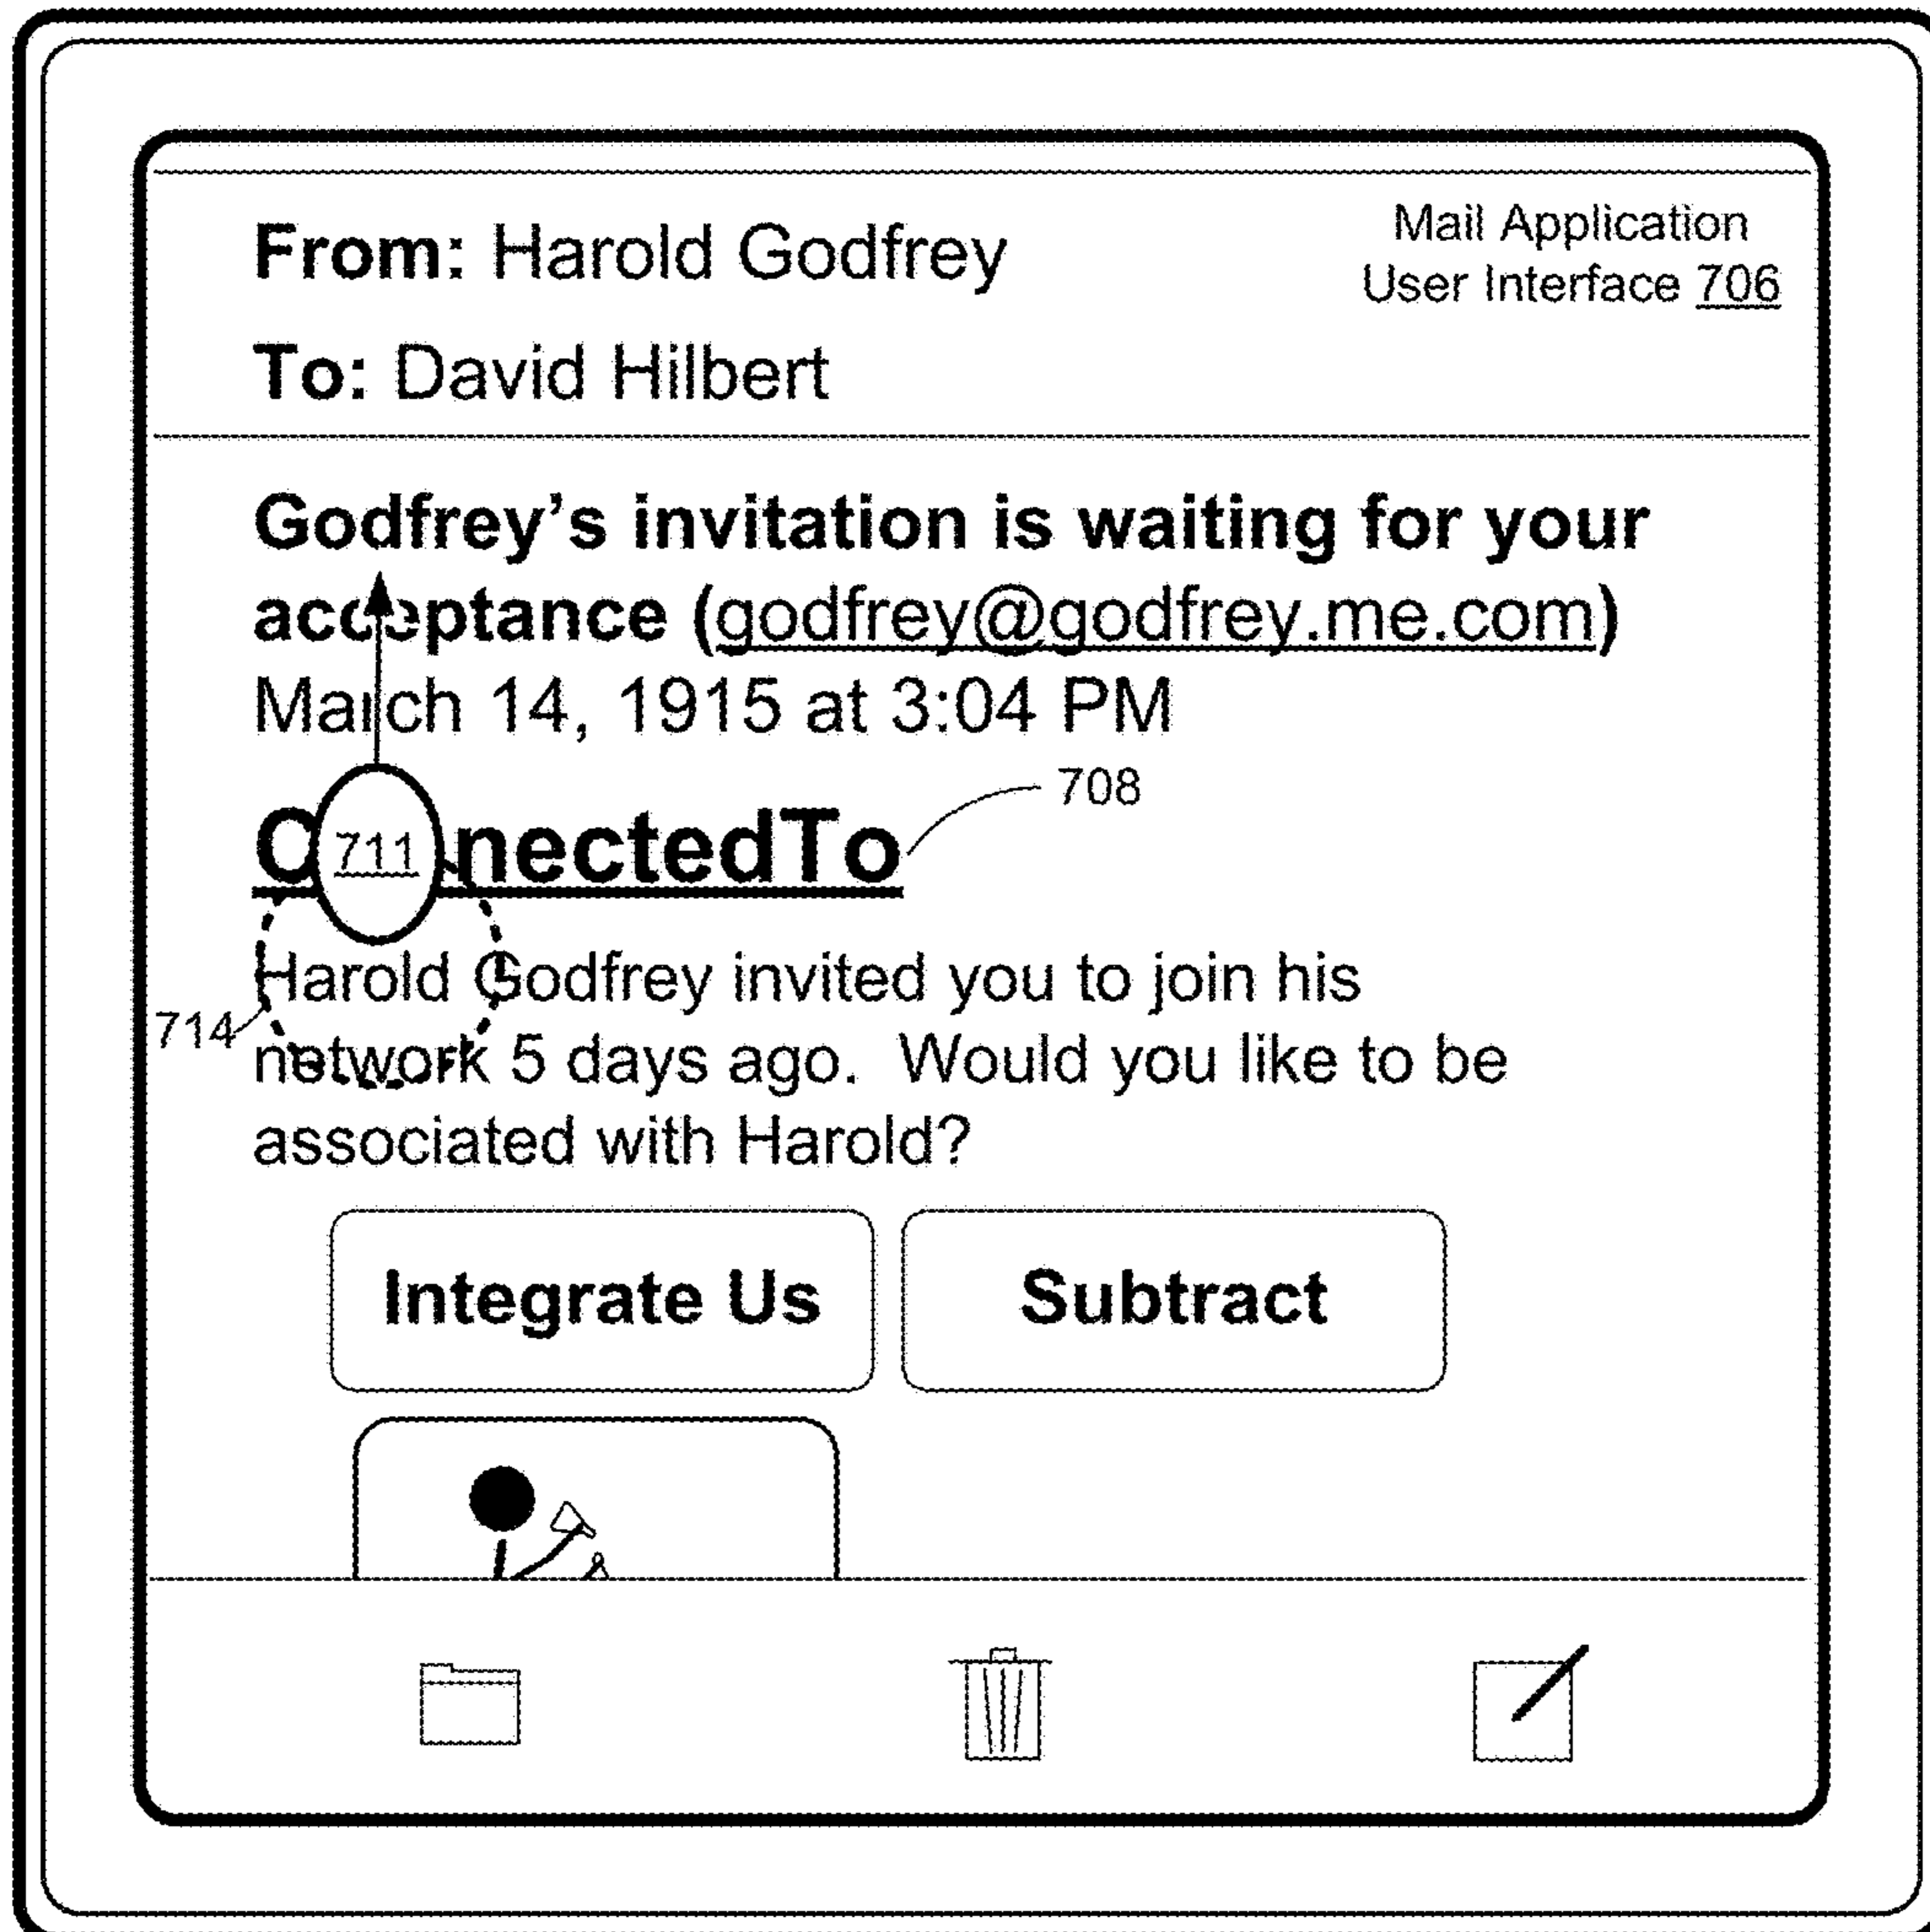 From: Harold Godfrey
Mail Application
User Interface 706
To: David Hilbert
Godfrey’s invitation is waiting for your
acceptance (godfrey@godfrey.me.com)
March 14, 1915 at 3:04 PM
708
C 711 nectedTo
Harold Godfrey invited you to join his
714
network 5 days ago. Would you like to be
associated with Harold?
Integrate Us
Subtract